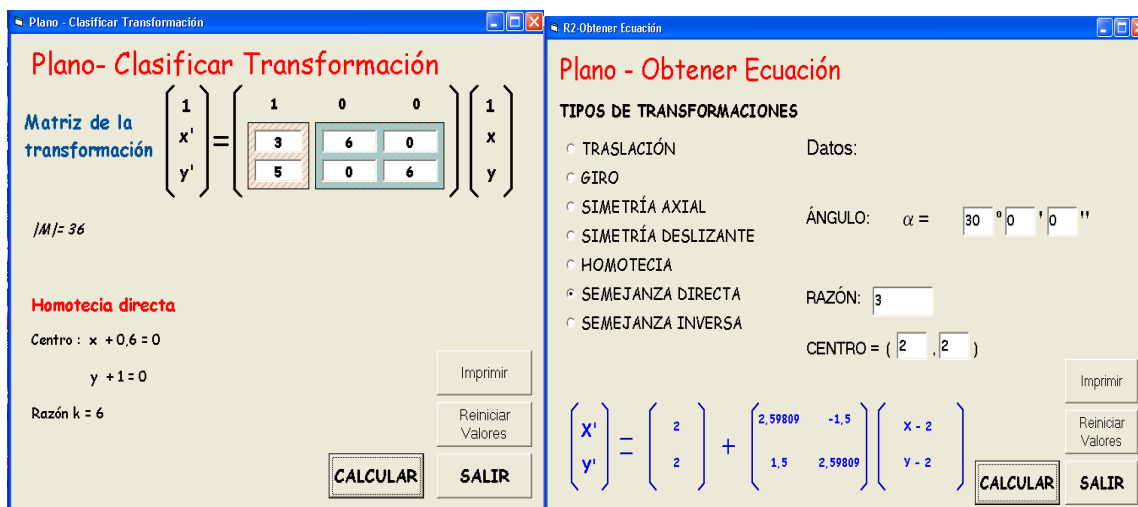 Plano - Clasificar Transformación
Plano- Clasificar Transformación
Matriz de la
transformación
1
x'
y'
=
1 0 0
3 6 0
5 0 6
1
x
y
|M|= 36
Homotecia directa
Centro : x +0,6 = 0
y +1 = 0
Razón k = 6
Imprimir
Reiniciar
Valores
CALCULAR
SALIR
R2-Obtener Ecuación
Plano - Obtener Ecuación
TIPOS DE TRANSFORMACIONES
TRASLACIÓN
GIRO
SIMETRÍA AXIAL
SIMETRÍA DESLIZANTE
HOMOTECIA
SEMEJANZA DIRECTA
SEMEJANZA INVERSA
Datos:
ÁNGULO: α = 30 º 0 ' 0 ''
RAZÓN: 3
CENTRO = ( 2 , 2 )
X'
Y'
=
2
2
+
2,59809 -1,5
1,5 2,59809
X - 2
Y - 2
Imprimir
Reiniciar
Valores
CALCULAR
SALIR